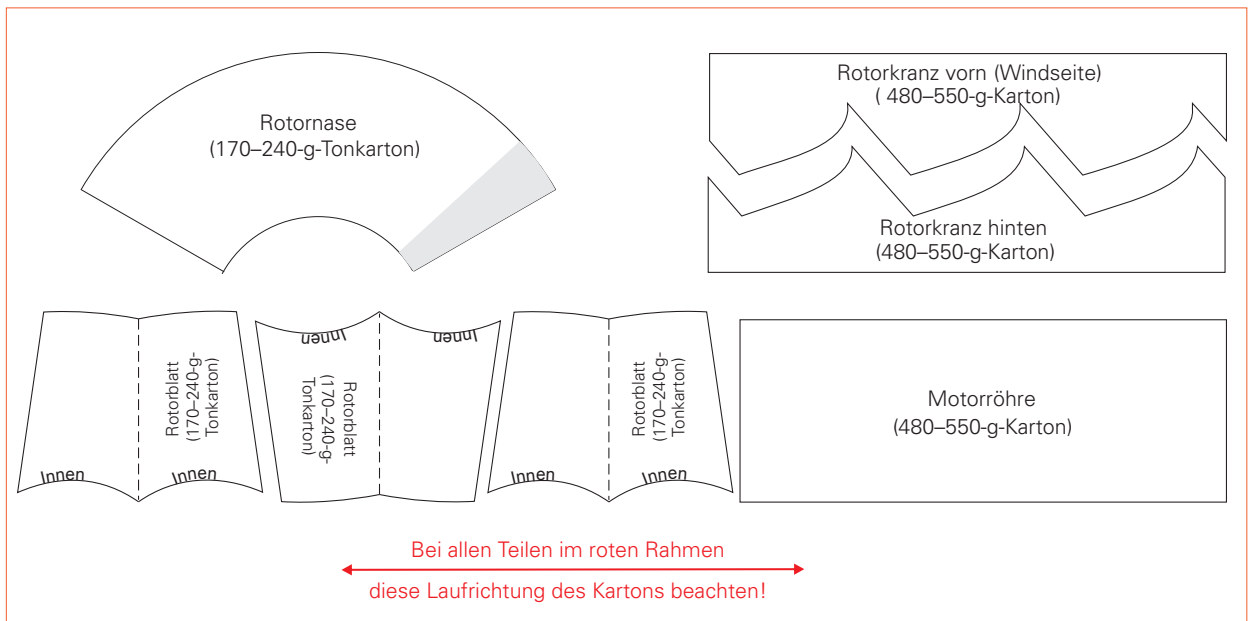 Rotornase
(170–240-g-Tonkarton)
Rotorkranz vorn (Windseite)
( 480–550-g-Karton)
Rotorkranz hinten
(480–550-g-Karton)
Innen
Rotorblatt
(170–240-g-
Tonkarton)
Innen
Innen
Innen
Rotorblatt
(170–240-g-
Tonkarton)
Innen
Rotorblatt
(170–240-g-
Tonkarton)
Innen
Motorröhre
(480–550-g-Karton)
Bei allen Teilen im roten Rahmen
diese Laufrichtung des Kartons beachten!